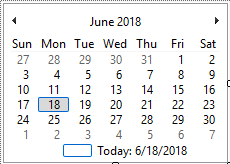 June 2018
Sun Mon Tue Wed Thu Fri Sat
27 28 29 30 31 1 2
3 4 5 6 7 8 9
10 11 12 13 14 15 16
17 18 19 20 21 22 23
24 25 26 27 28 29 30
1 2 3 4 5 6 7
Today: 6/18/2018